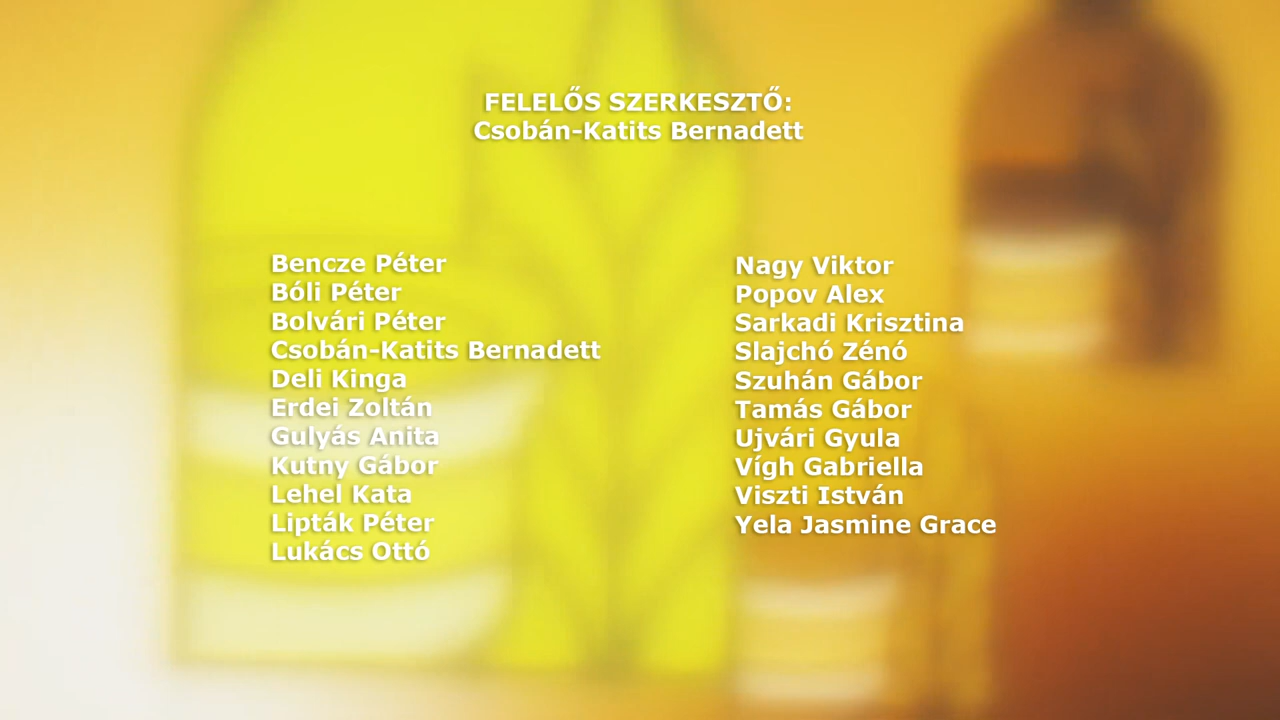 FELELŐS SZERKESZTŐ:
Csobán-Katits Bernadett
Bencze Péter
Bóli Péter
Bolvári Péter
Csobán-Katits Bernadett
Deli Kinga
Erdei Zoltán
Gulyás Anita
Kutny Gábor
Lehel Kata
Lipták Péter
Lukács Ottó
Nagy Viktor
Popov Alex
Sarkadi Krisztina
Slajchó Zénó
Szuhán Gábor
Tamás Gábor
Ujvári Gyula
Vígh Gabriella
Viszti István
Yela Jasmine Grace